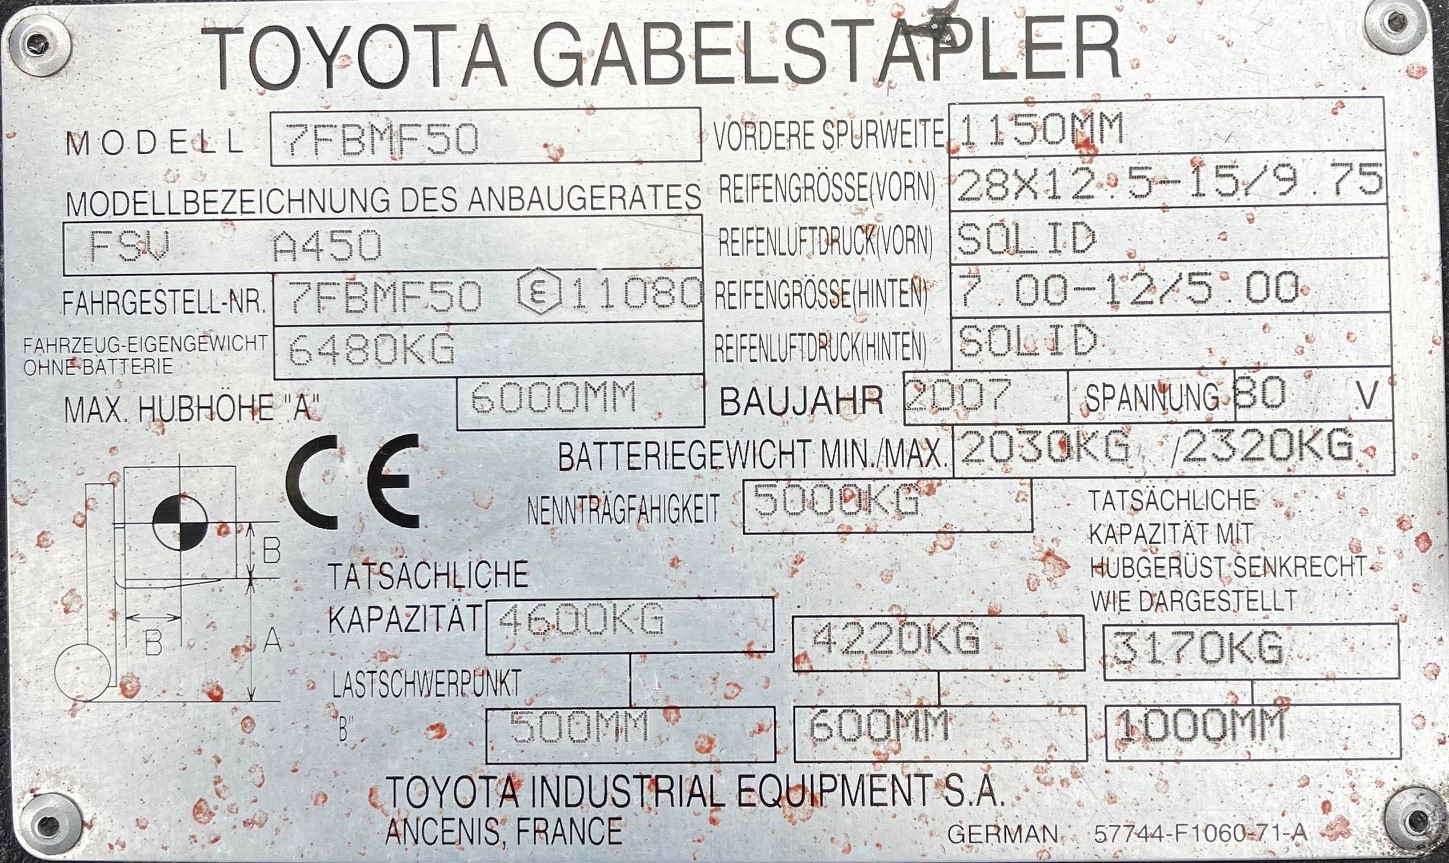 TOYOTA GABELSTAPLER
MODELL 7FBMF50
MODELLBEZEICHNUNG DES ANBAUGERATES
FSV A450
FAHRGESTELL-NR. 7FBMF50 E 11080
FAHRZEUG-EIGENGEWICHT
OHNE BATTERIE 6480KG
MAX. HUBHÖHE "A" 6000MM
VORDERE SPURWEITE 1150MM
REIFENGRÖSSE(VORN) 28X12.5-15/9.75
REIFENLUFTDRUCK(VORN) SOLID
REIFENGRÖSSE(HINTEN) 7 00-12/5.00
REIFENLUFTDRUCK(HINTEN) SOLID
BAUJAHR 2007 SPANNUNG 80 V
BATTERIEGEWICHT MIN./MAX. 2030KG /2320KG
CE
NENNTRAGFAHIGKEIT 5000KG
B
B
A
TATSÄCHLICHE
KAPAZITÄT MIT
HUBGERÜST SENKRECHT
WIE DARGESTELLT
TATSÄCHLICHE
KAPAZITÄT 4600KG 4220KG 3170KG
LASTSCHWERPUNKT
"B" 500MM 600MM 1000MM
TOYOTA INDUSTRIAL EQUIPMENT S.A.
ANCENIS, FRANCE
GERMAN 57744-F1060-71-A